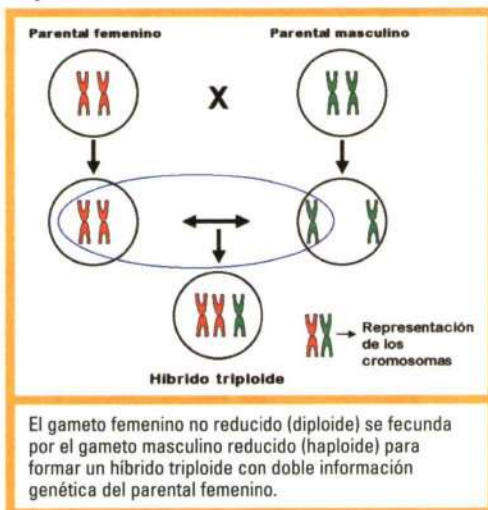 Parental femenino
Parental masculino
X
Representación
de los
cromosomas
Híbrido triploide
El gameto femenino no reducido (diploide) se fecunda
por el gameto masculino reducido (haploide) para
formar un híbrido triploide con doble información
genética del parental femenino.